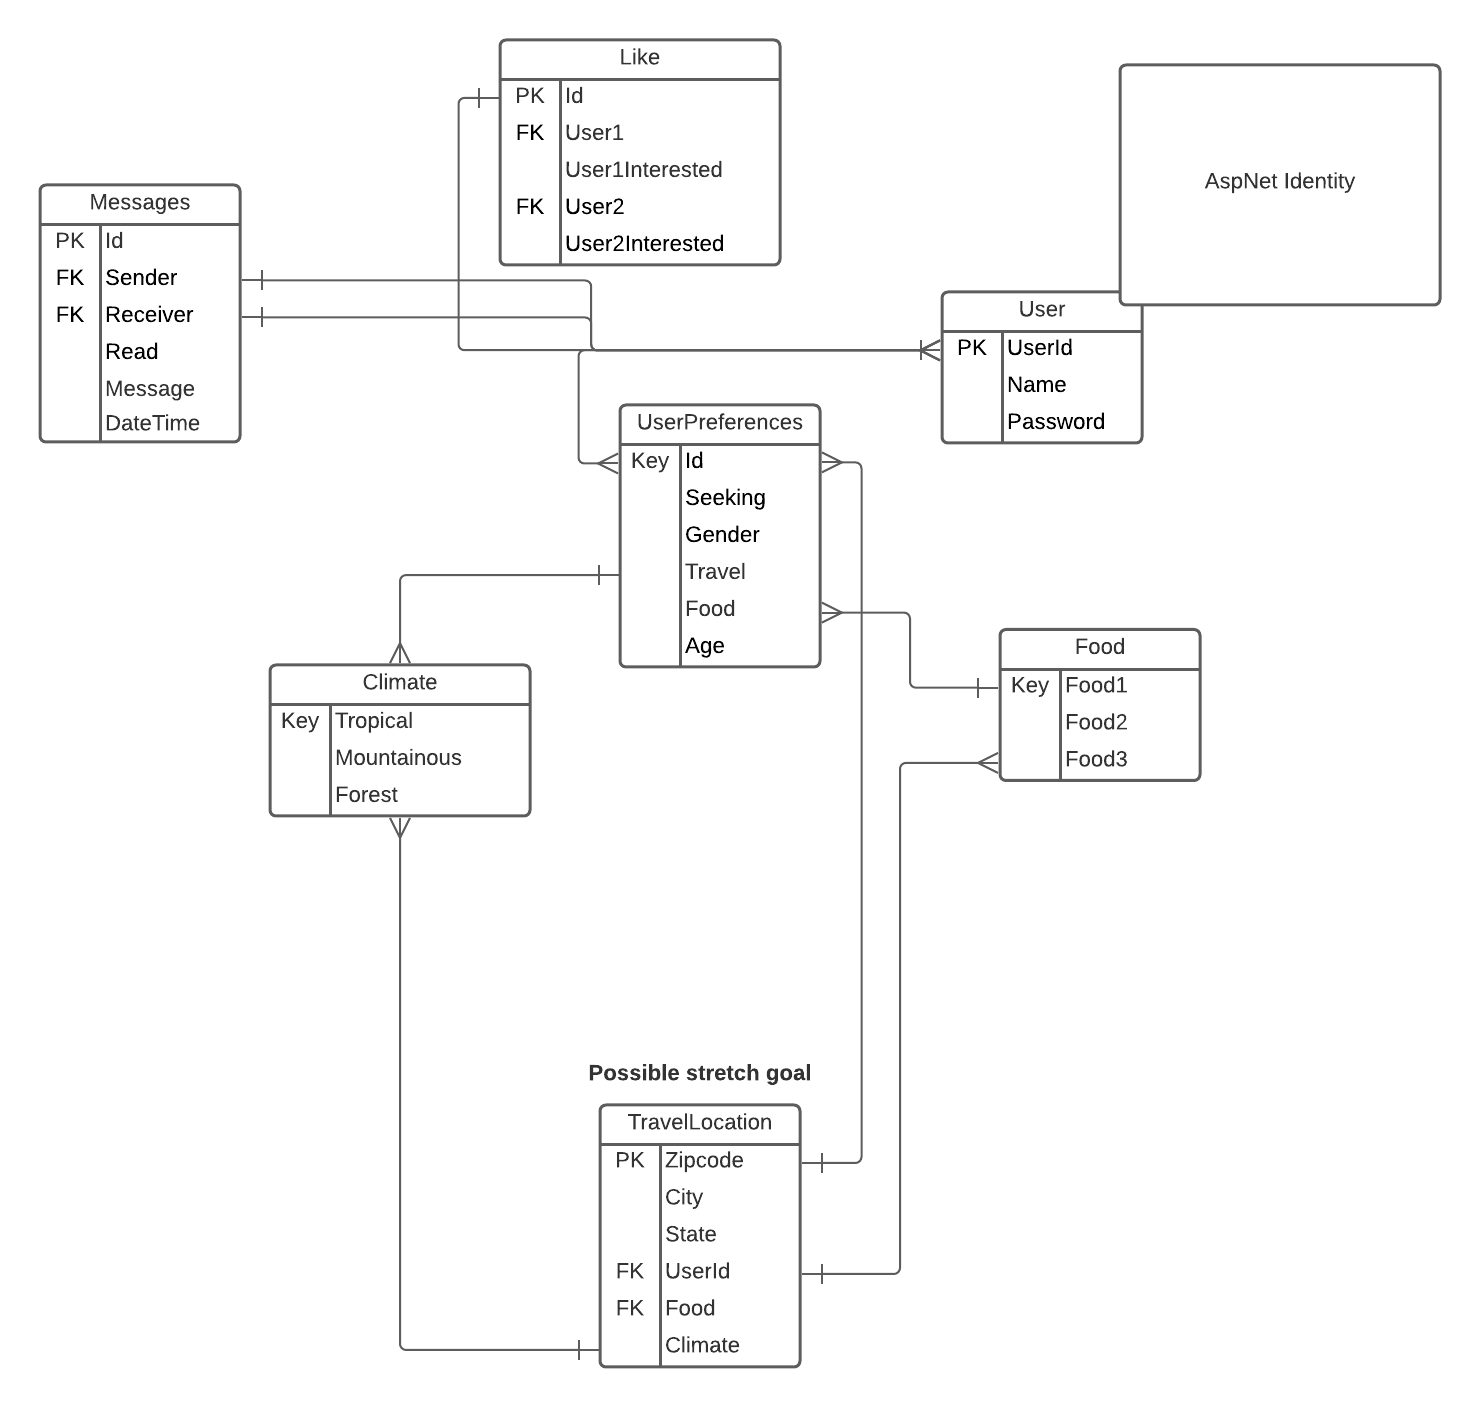 Like
PK Id
FK User1
User1Interested
FK User2
User2Interested
AspNet Identity
Messages
PK Id
FK Sender
FK Receiver
Read
Message
DateTime
User
PK UserId
Name
Password
UserPreferences
Key Id
Seeking
Gender
Travel
Food
Age
Food
Key Food1
Food2
Food3
Climate
Key Tropical
Mountainous
Forest
Possible stretch goal
TravelLocation
PK Zipcode
City
State
FK UserId
FK Food
Climate